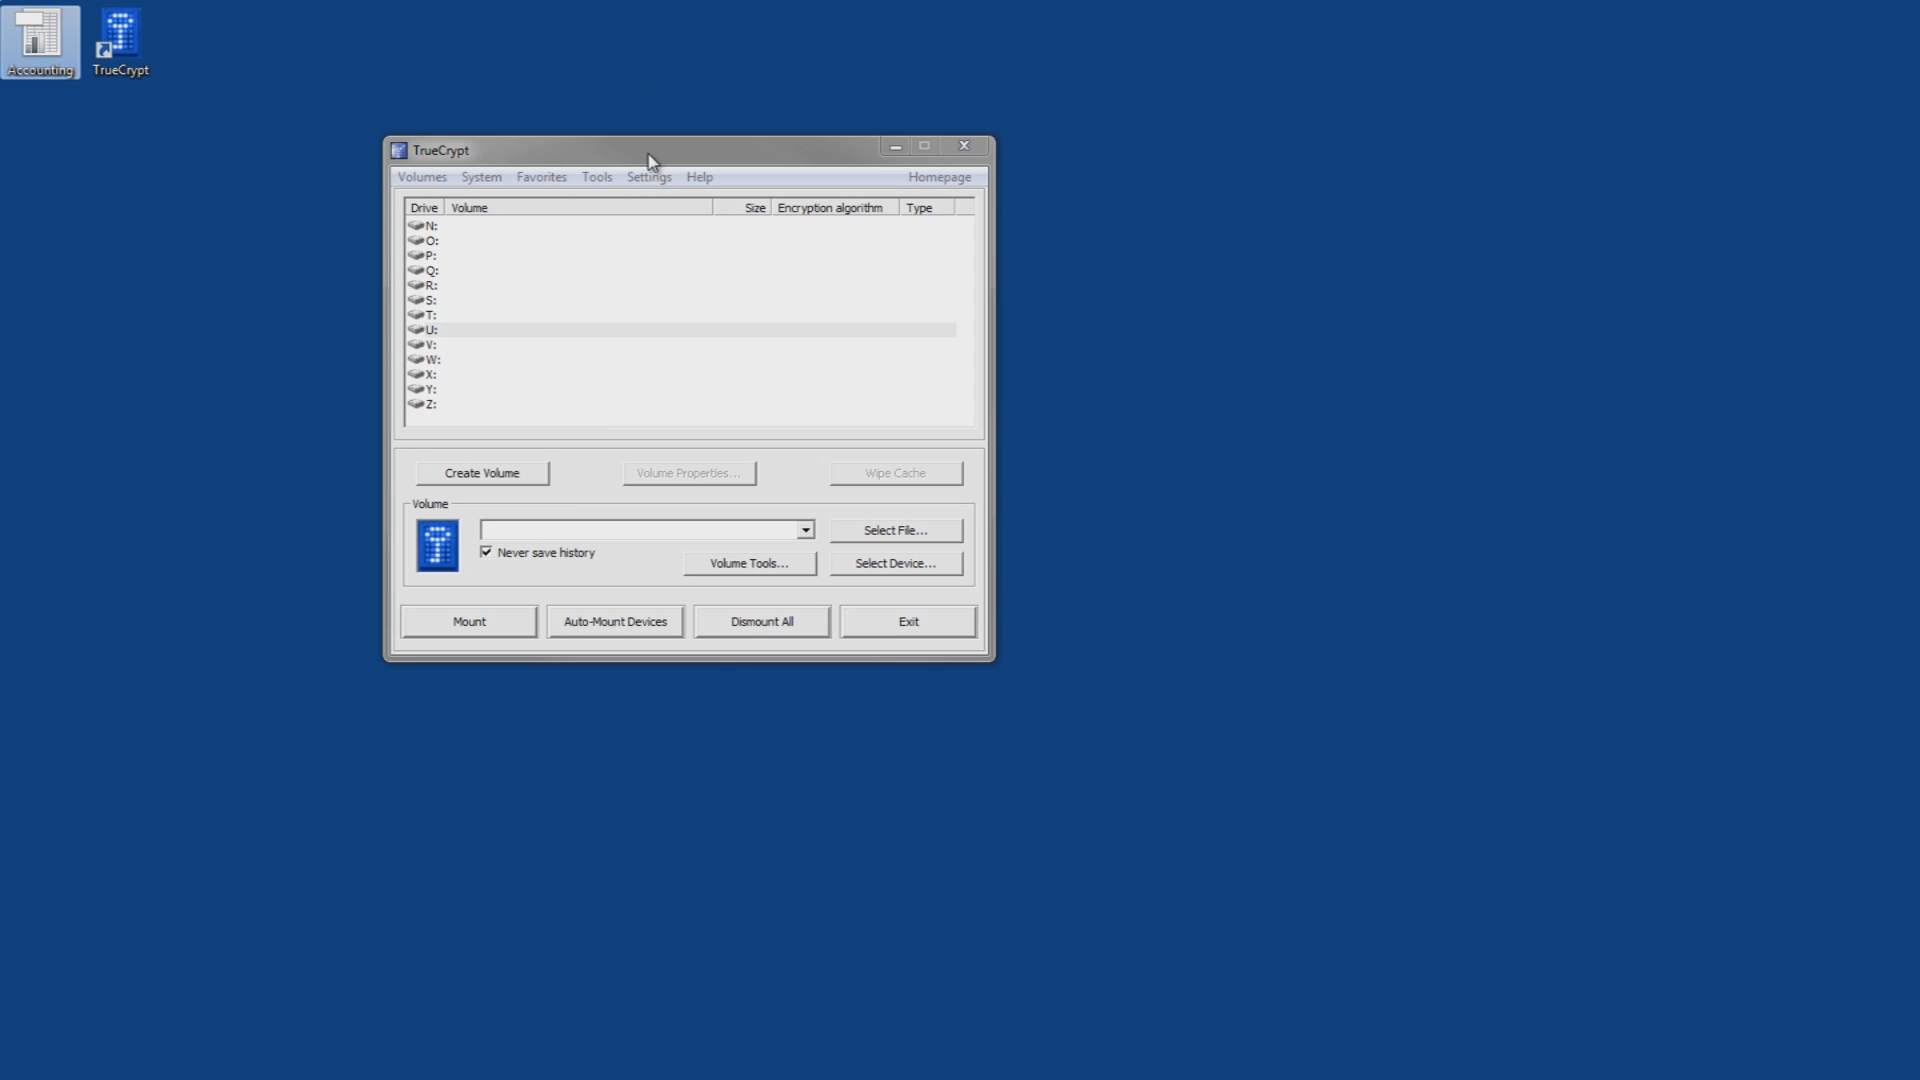 Accounting
TrueCrypt
TrueCrypt
Volumes System Favorites Tools Settings Help Homepage
Drive Volume Size Encryption algorithm Type
N:
O:
P:
Q:
R:
S:
T:
U:
V:
W:
X:
Y:
Z:
Create Volume Volume Properties... Wipe Cache
Volume
Select File...
Never save history
Volume Tools... Select Device...
Mount Auto-Mount Devices Dismount All Exit